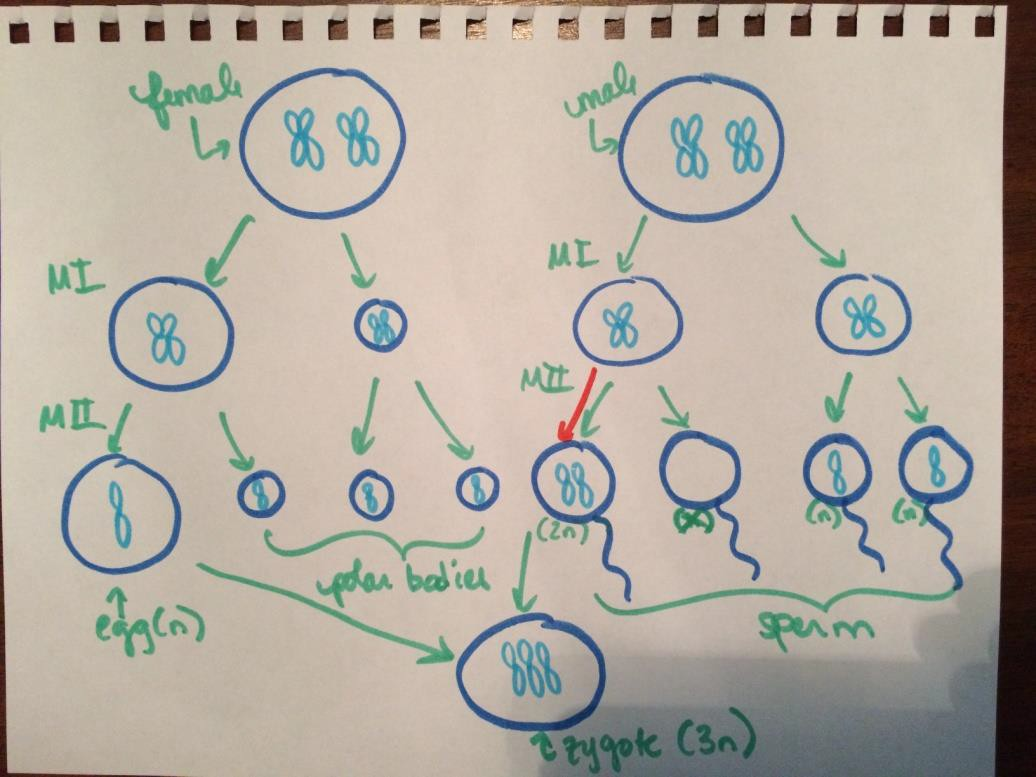 female
male
MI
MI
MII
MII
(2n)
(n)
(n)
polar bodies
egg(n)
sperm
zygote (3n)